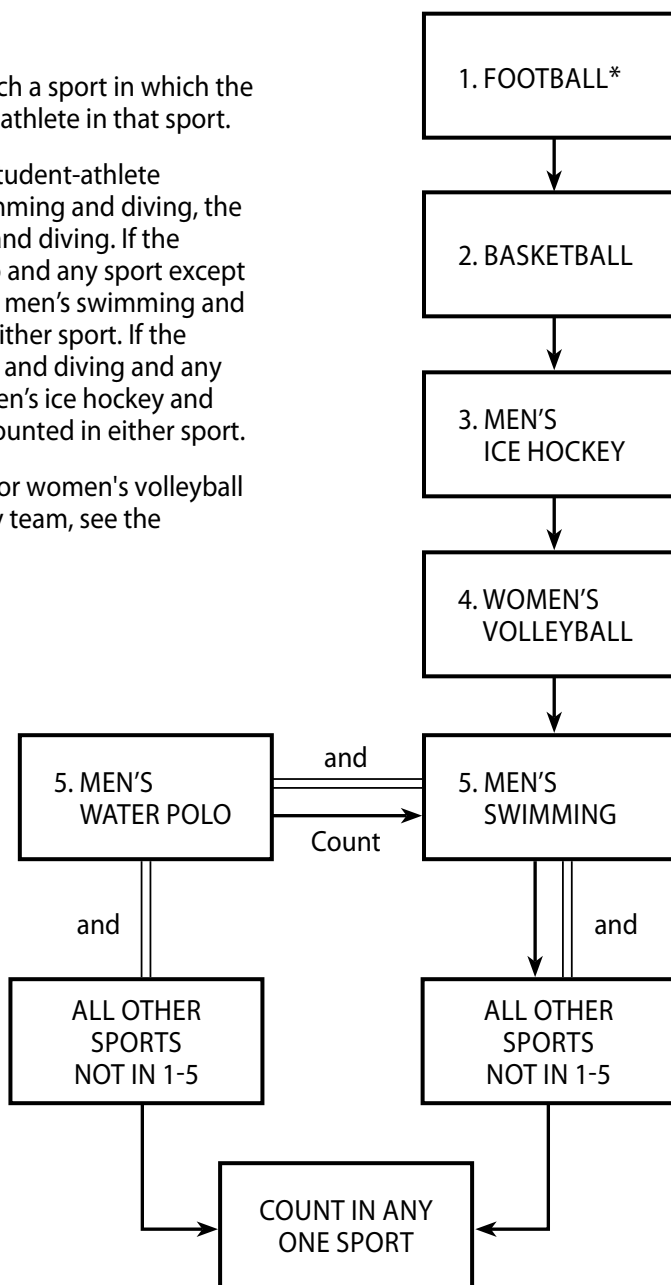 ch a sport in which the
athlete in that sport.
tudent-athlete
nming and diving, the
and diving. If the
o and any sport except
men's swimming and
ither sport. If the
and diving and any
en's ice hockey and
ounted in either sport.
or women's volleyball
y team, see the
1. FOOTBALL*
2. BASKETBALL
3. MEN'S
ICE HOCKEY
4. WOMEN'S
VOLLEYBALL
5. MEN'S
WATER POLO
and
Count
5. MEN'S
SWIMMING
and
and
ALL OTHER
SPORTS
NOT IN 1-5
ALL OTHER
SPORTS
NOT IN 1-5
COUNT IN ANY
ONE SPORT